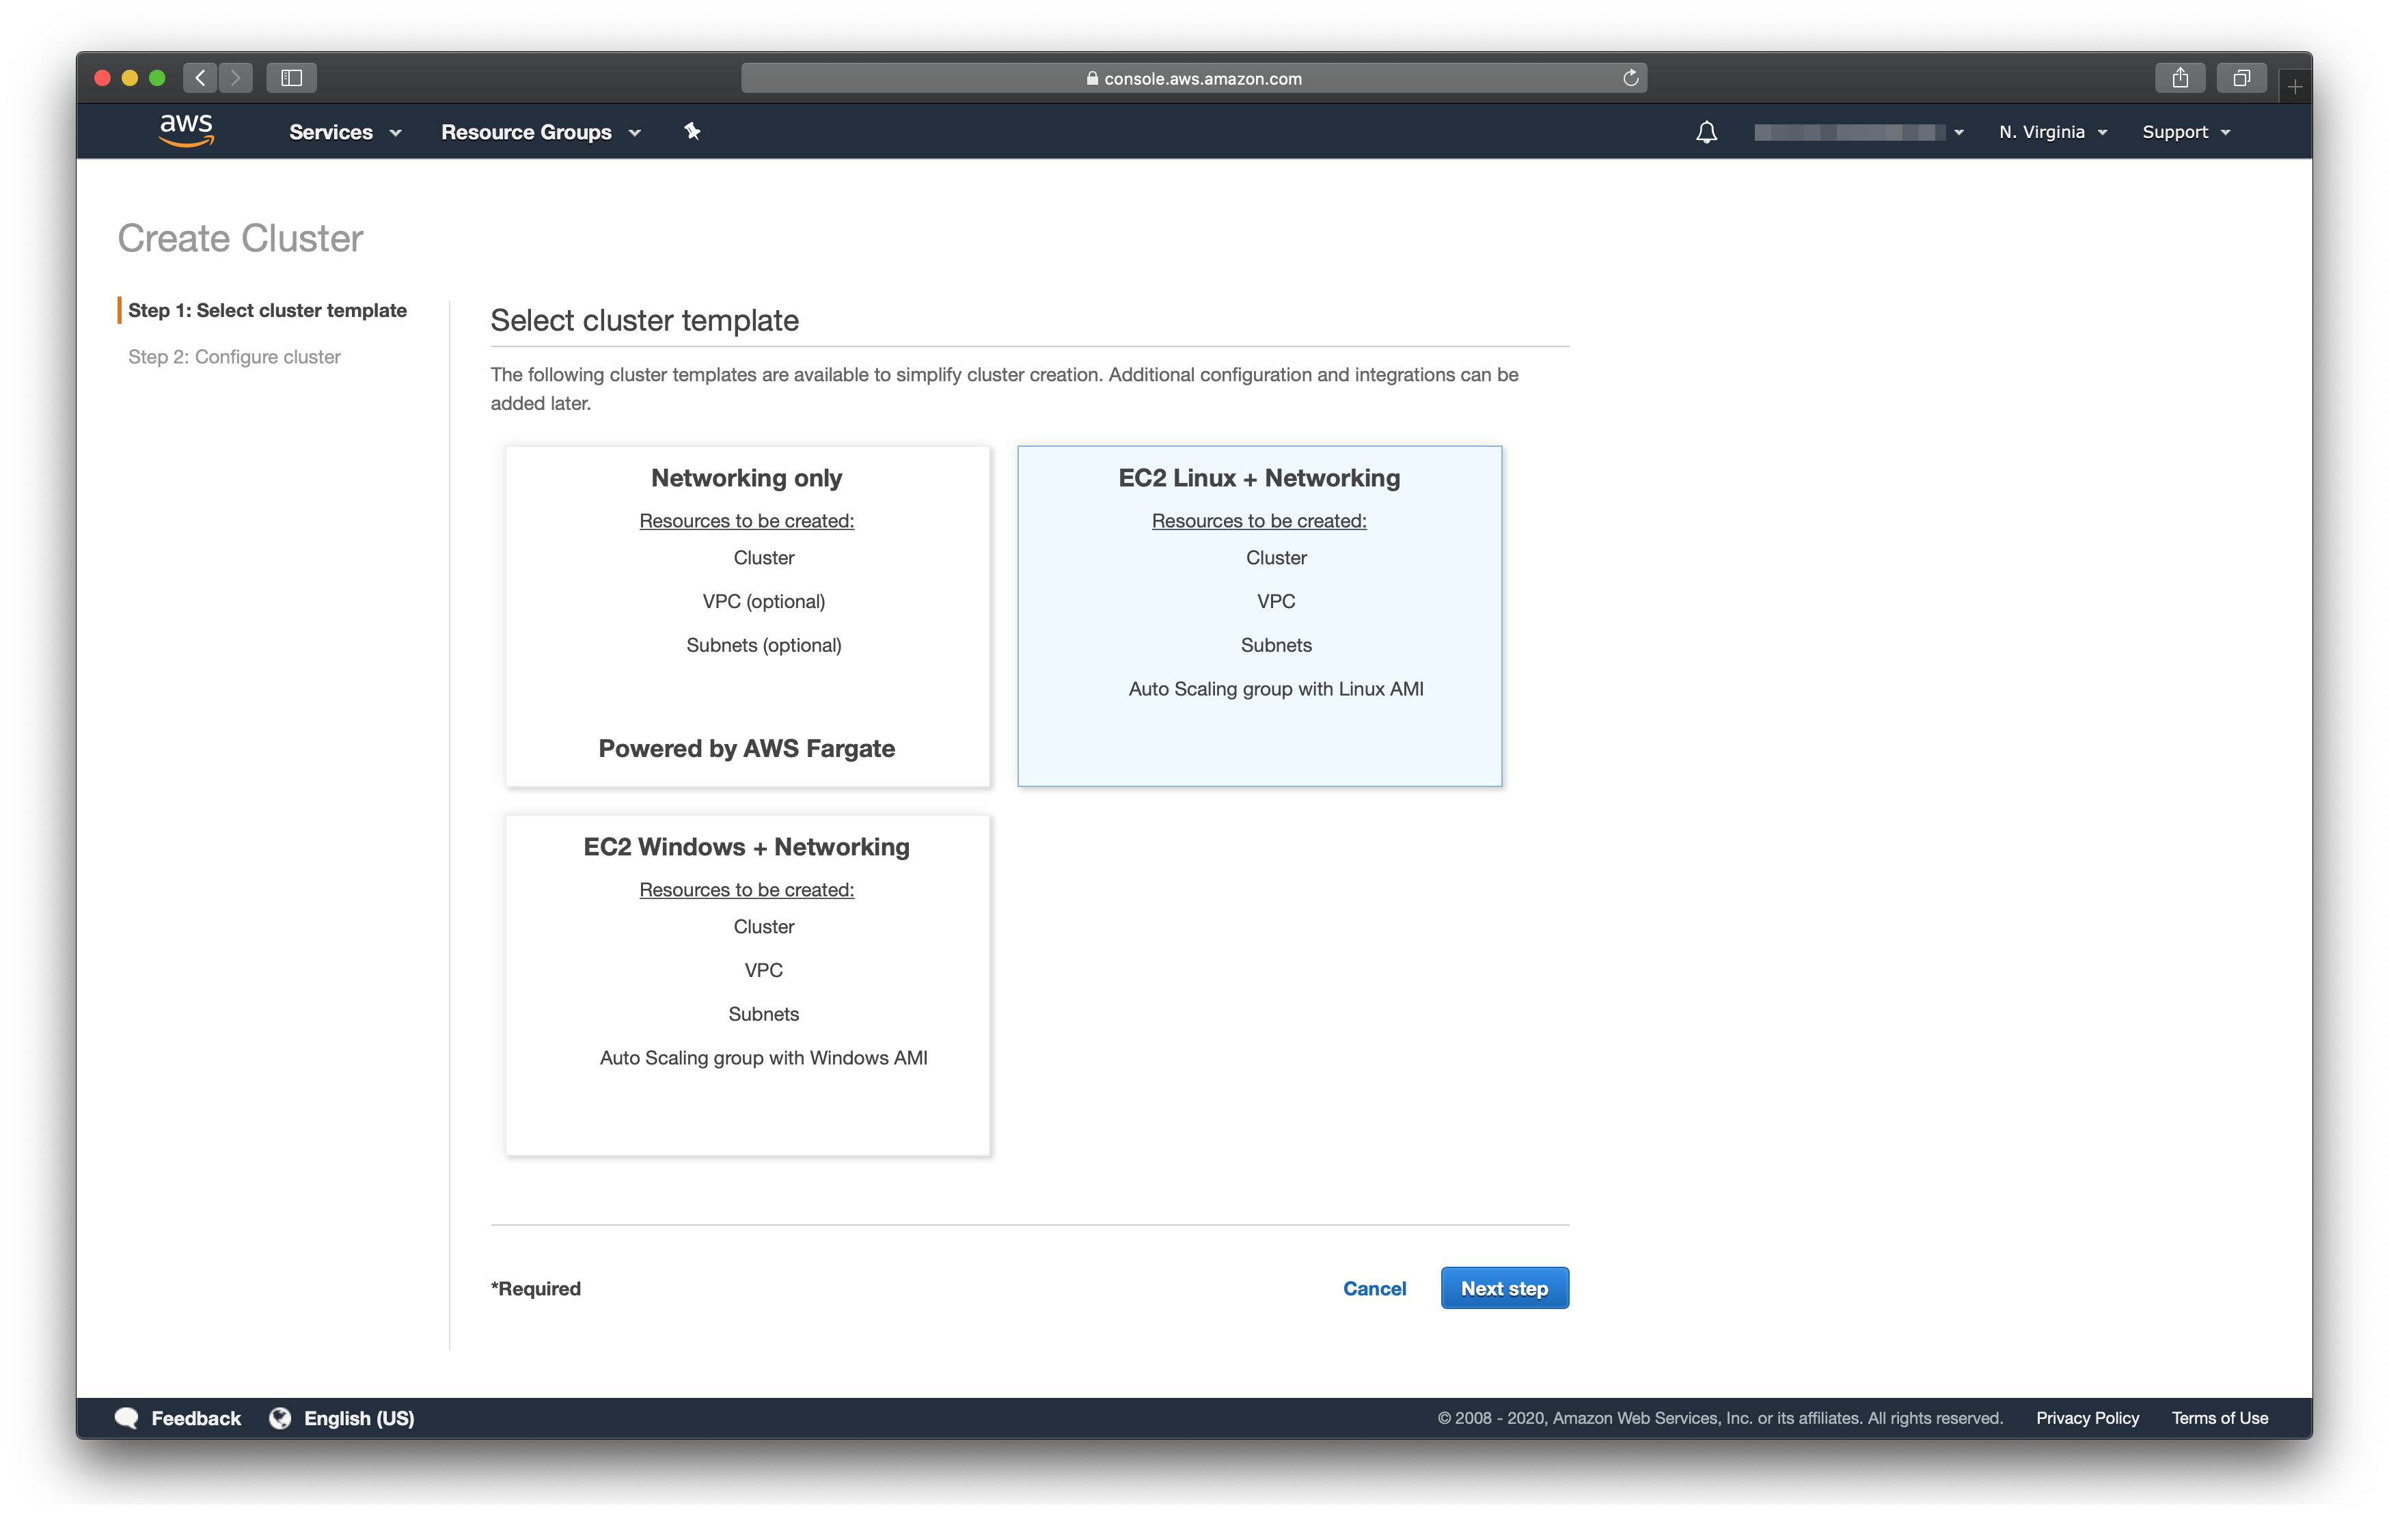 console.aws.amazon.com
aws
Services
Resource Groups
N. Virginia
Support
Create Cluster
Step 1: Select cluster template
Step 2: Configure cluster
Select cluster template
The following cluster templates are available to simplify cluster creation. Additional configuration and integrations can be
added later.
Networking only
Resources to be created:
Cluster
VPC (optional)
Subnets (optional)
Powered by AWS Fargate
EC2 Linux + Networking
Resources to be created:
Cluster
VPC
Subnets
Auto Scaling group with Linux AMI
EC2 Windows + Networking
Resources to be created:
Cluster
VPC
Subnets
Auto Scaling group with Windows AMI
*Required
Cancel
Next step
Feedback
English (US)
© 2008 - 2020, Amazon Web Services, Inc. or its affiliates. All rights reserved.
Privacy Policy
Terms of Use